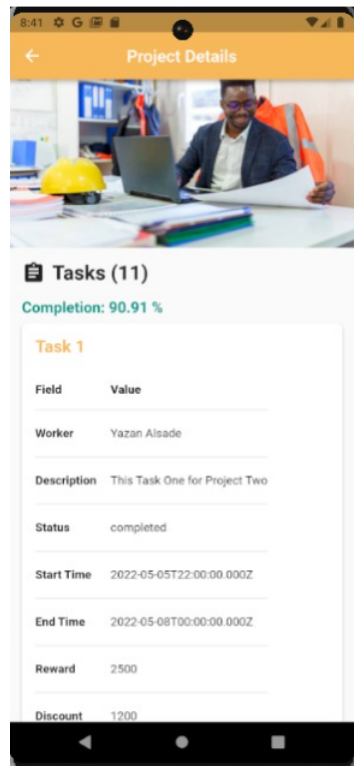 8:41
Project Details
Tasks (11)
Completion: 90.91 %
Task 1
Field Value
Worker Yazan Alsade
Description This Task One for Project Two
Status completed
Start Time 2022-05-05T22:00:00.000Z
End Time 2022-05-08T00:00:00.000Z
Reward 2500
Discount 1200